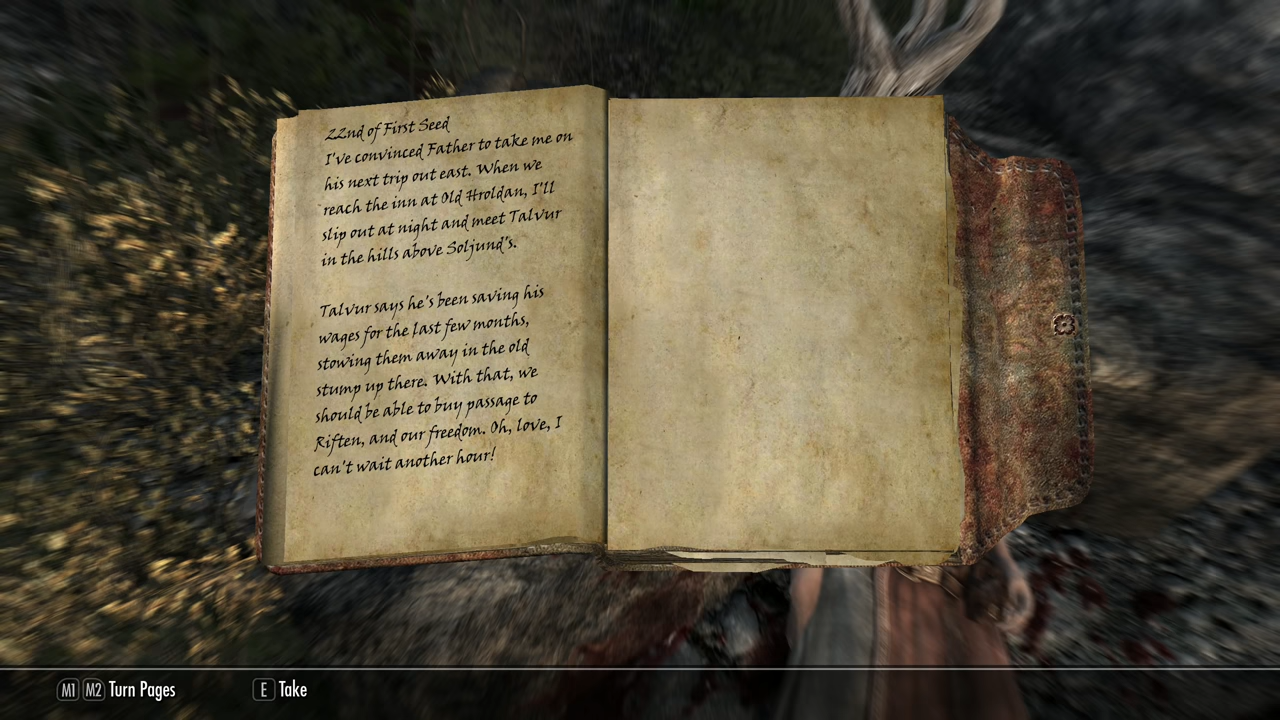 22nd of First Seed
I've convinced Father to take me on
his next trip out east. When we
reach the inn at Old Hroldan, I'll
slip out at night and meet Talvur
in the hills above Soljund's.
Talvur says he's been saving his
wages for the last few months,
stowing them away in the old
stump up there. With that, we
should be able to buy passage to
Riften, and our freedom. Oh, love, I
can't wait another hour!
M1 M2 Turn Pages
E Take